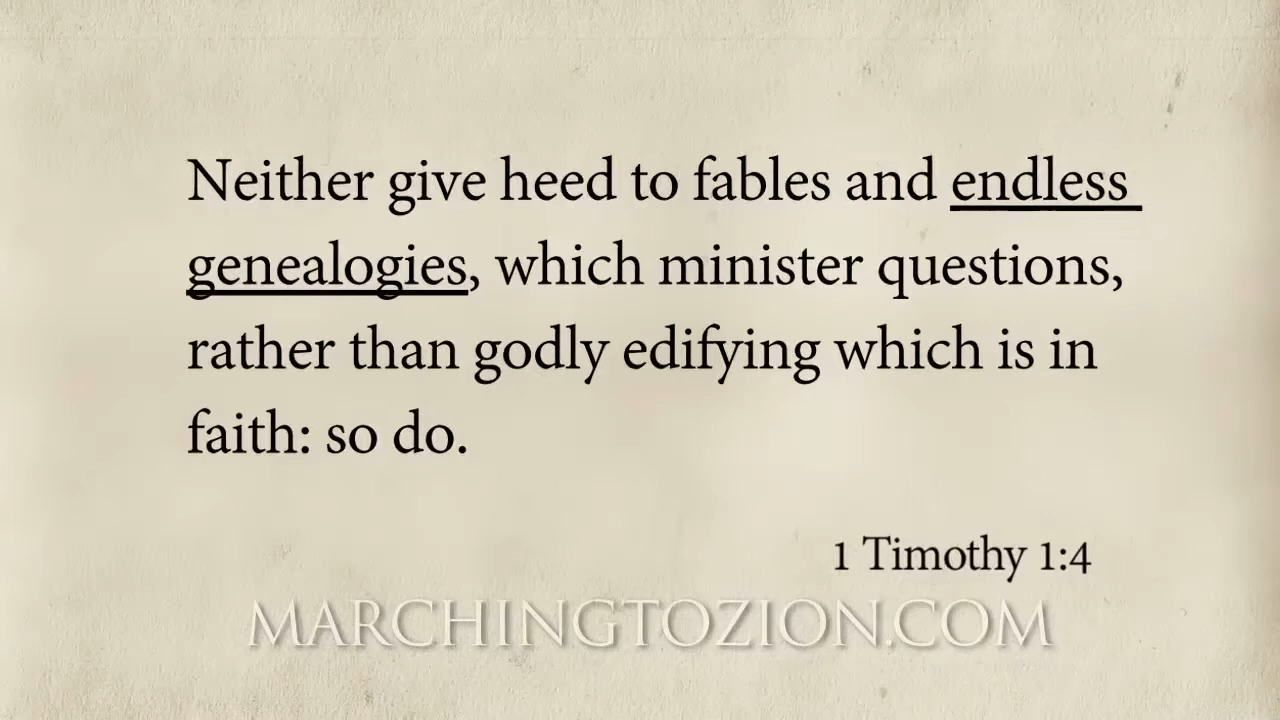 Neither give heed to fables and endless
genealogies, which minister questions,
rather than godly edifying which is in
faith: so do.
1 Timothy 1:4
MARCHINGTOZION.COM